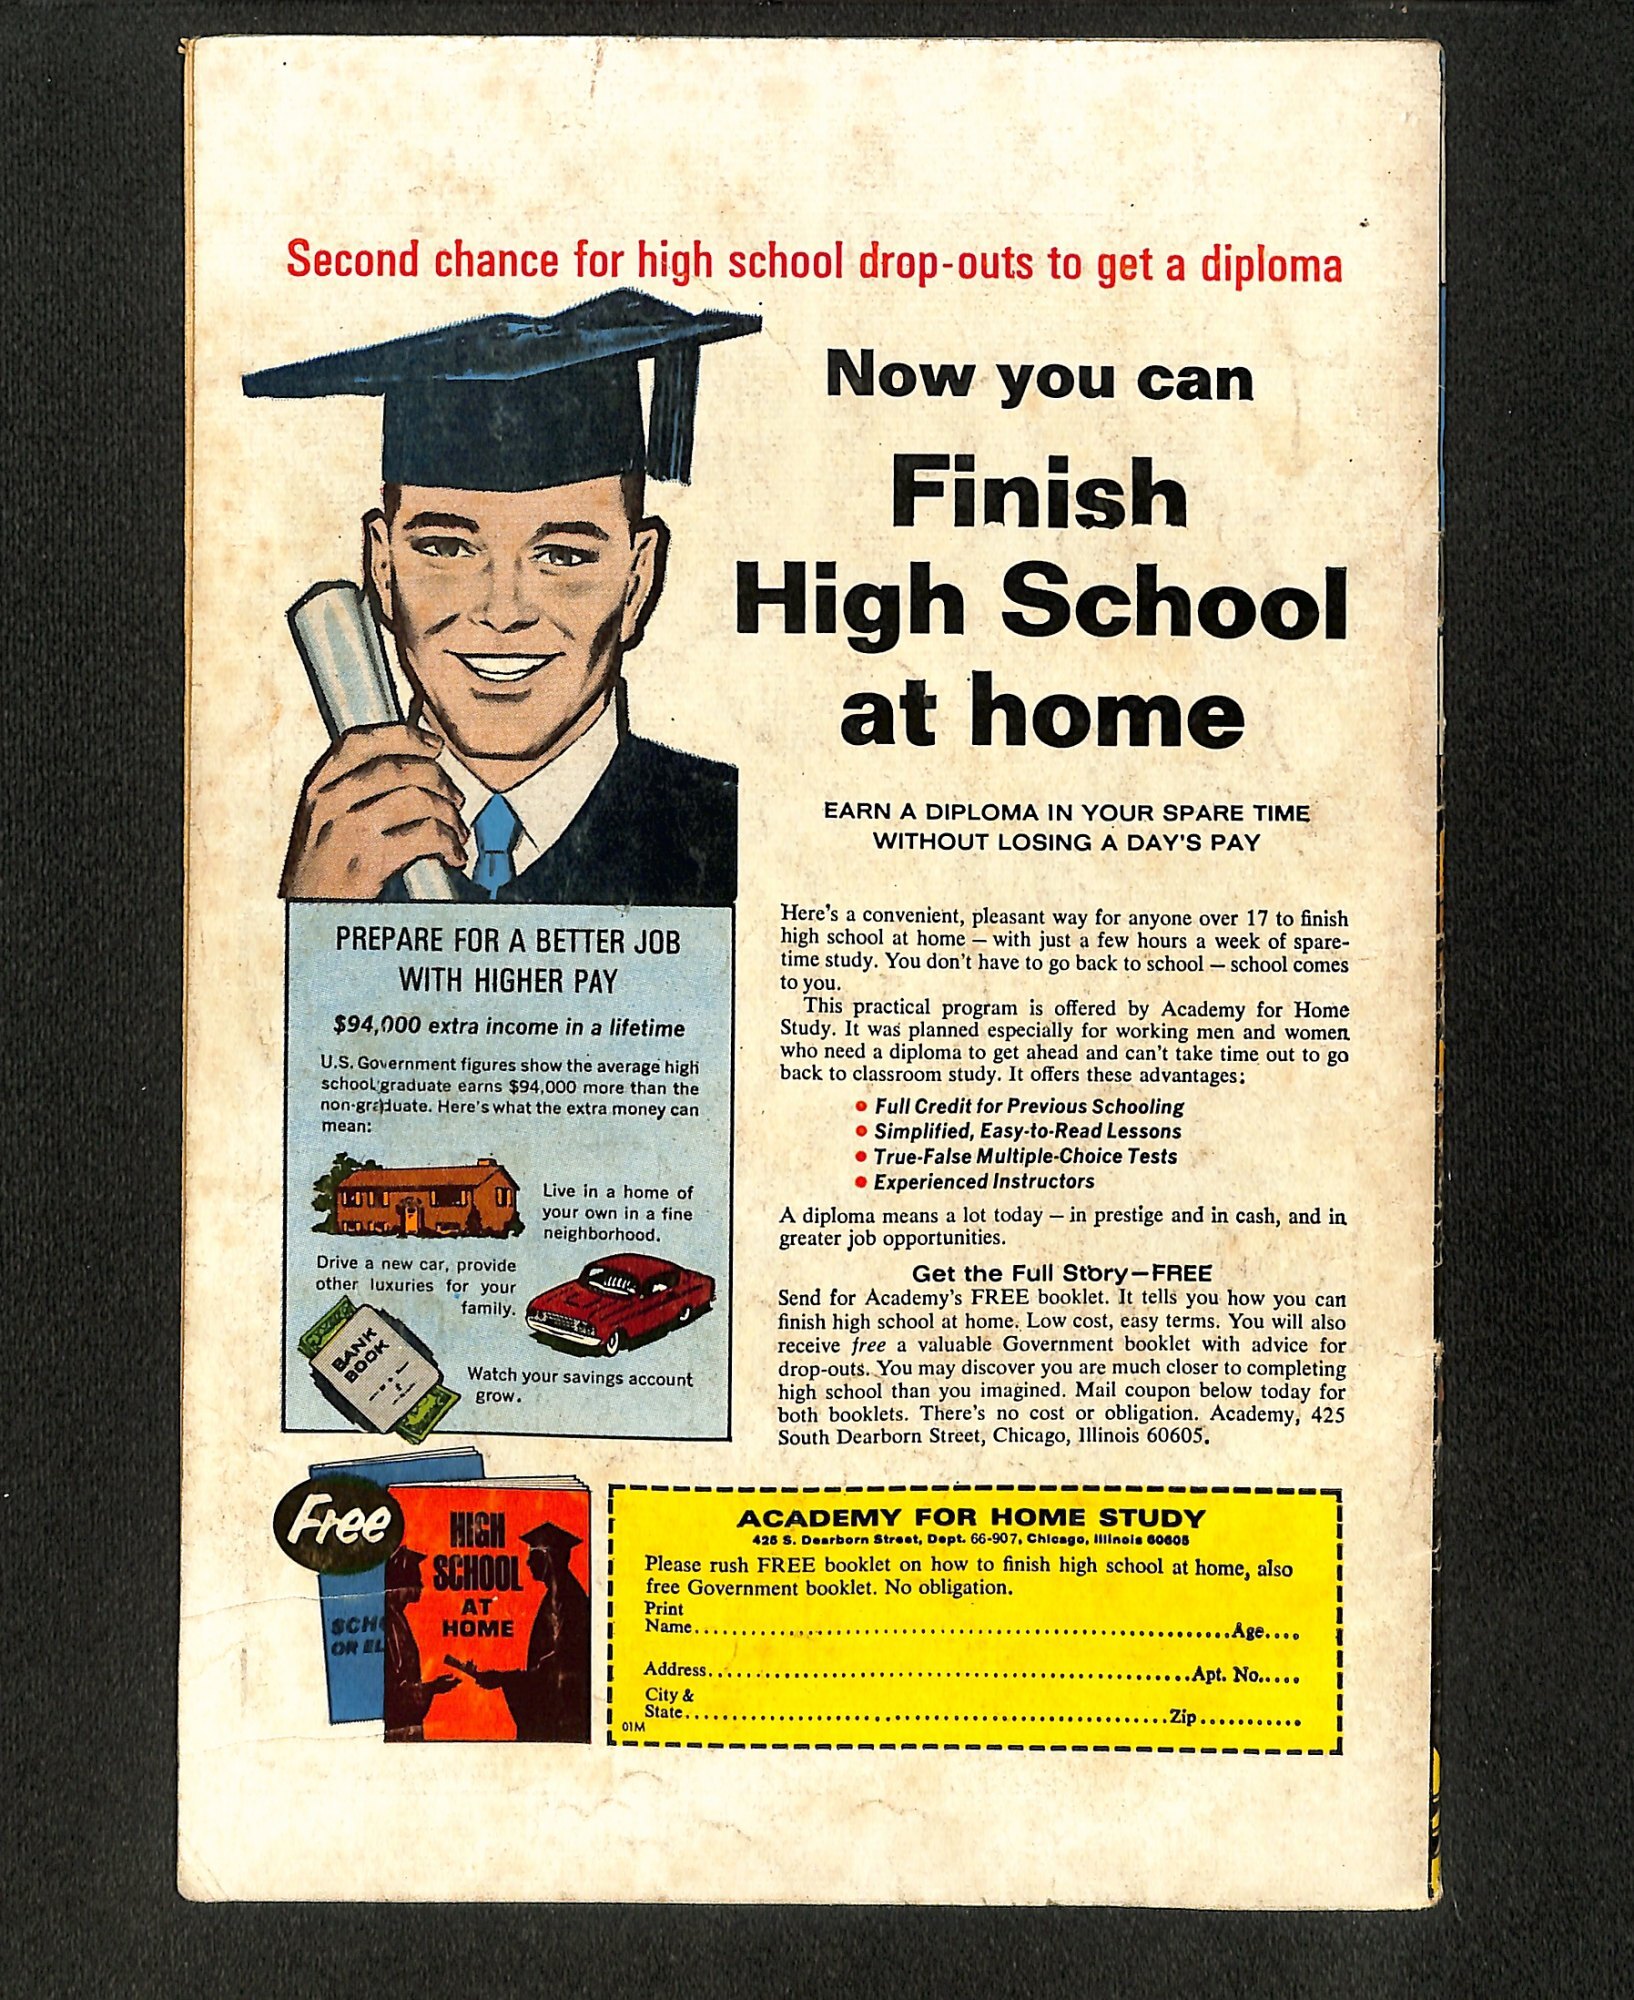 Second chance for high school drop-outs to get a diploma
Now you can
Finish
High School
at home
EARN A DIPLOMA IN YOUR SPARE TIME
WITHOUT LOSING A DAY'S PAY
Here's a convenient, pleasant way for anyone over 17 to finish
high school at home — with just a few hours a week of spare-
time study. You don't have to go back to school — school comes
to you.
This practical program is offered by Academy for Home
Study. It was planned especially for working men and women
who need a diploma to get ahead and can't take time out to go
back to classroom study. It offers these advantages:
• Full Credit for Previous Schooling
• Simplified, Easy-to-Read Lessons
• True-False Multiple-Choice Tests
• Experienced Instructors
A diploma means a lot today — in prestige and in cash, and in
greater job opportunities.
Get the Full Story—FREE
Send for Academy's FREE booklet. It tells you how you can
finish high school at home. Low cost, easy terms. You will also
receive free a valuable Government booklet with advice for
drop-outs. You may discover you are much closer to completing
high school than you imagined. Mail coupon below today for
both booklets. There's no cost or obligation. Academy, 425
South Dearborn Street, Chicago, Illinois 60605.
PREPARE FOR A BETTER JOB
WITH HIGHER PAY
$94,000 extra income in a lifetime
U.S. Government figures show the average high
school graduate earns $94,000 more than the
non-graduate. Here's what the extra money can
mean:
Live in a home of
your own in a fine
neighborhood.
Drive a new car, provide
other luxuries for your
family.
BANK
BOOK
Watch your savings account
grow.
Free
HIGH
SCHOOL
AT
HOME
SCHO
OR EL
ACADEMY FOR HOME STUDY
425 S. Dearborn Street, Dept. 66-907, Chicago, Illinois 60605
Please rush FREE booklet on how to finish high school at home, also
free Government booklet. No obligation.
Print
Name.......................................................Age....
Address.................................................Apt. No.....
City &
State.................................................Zip...........
01M